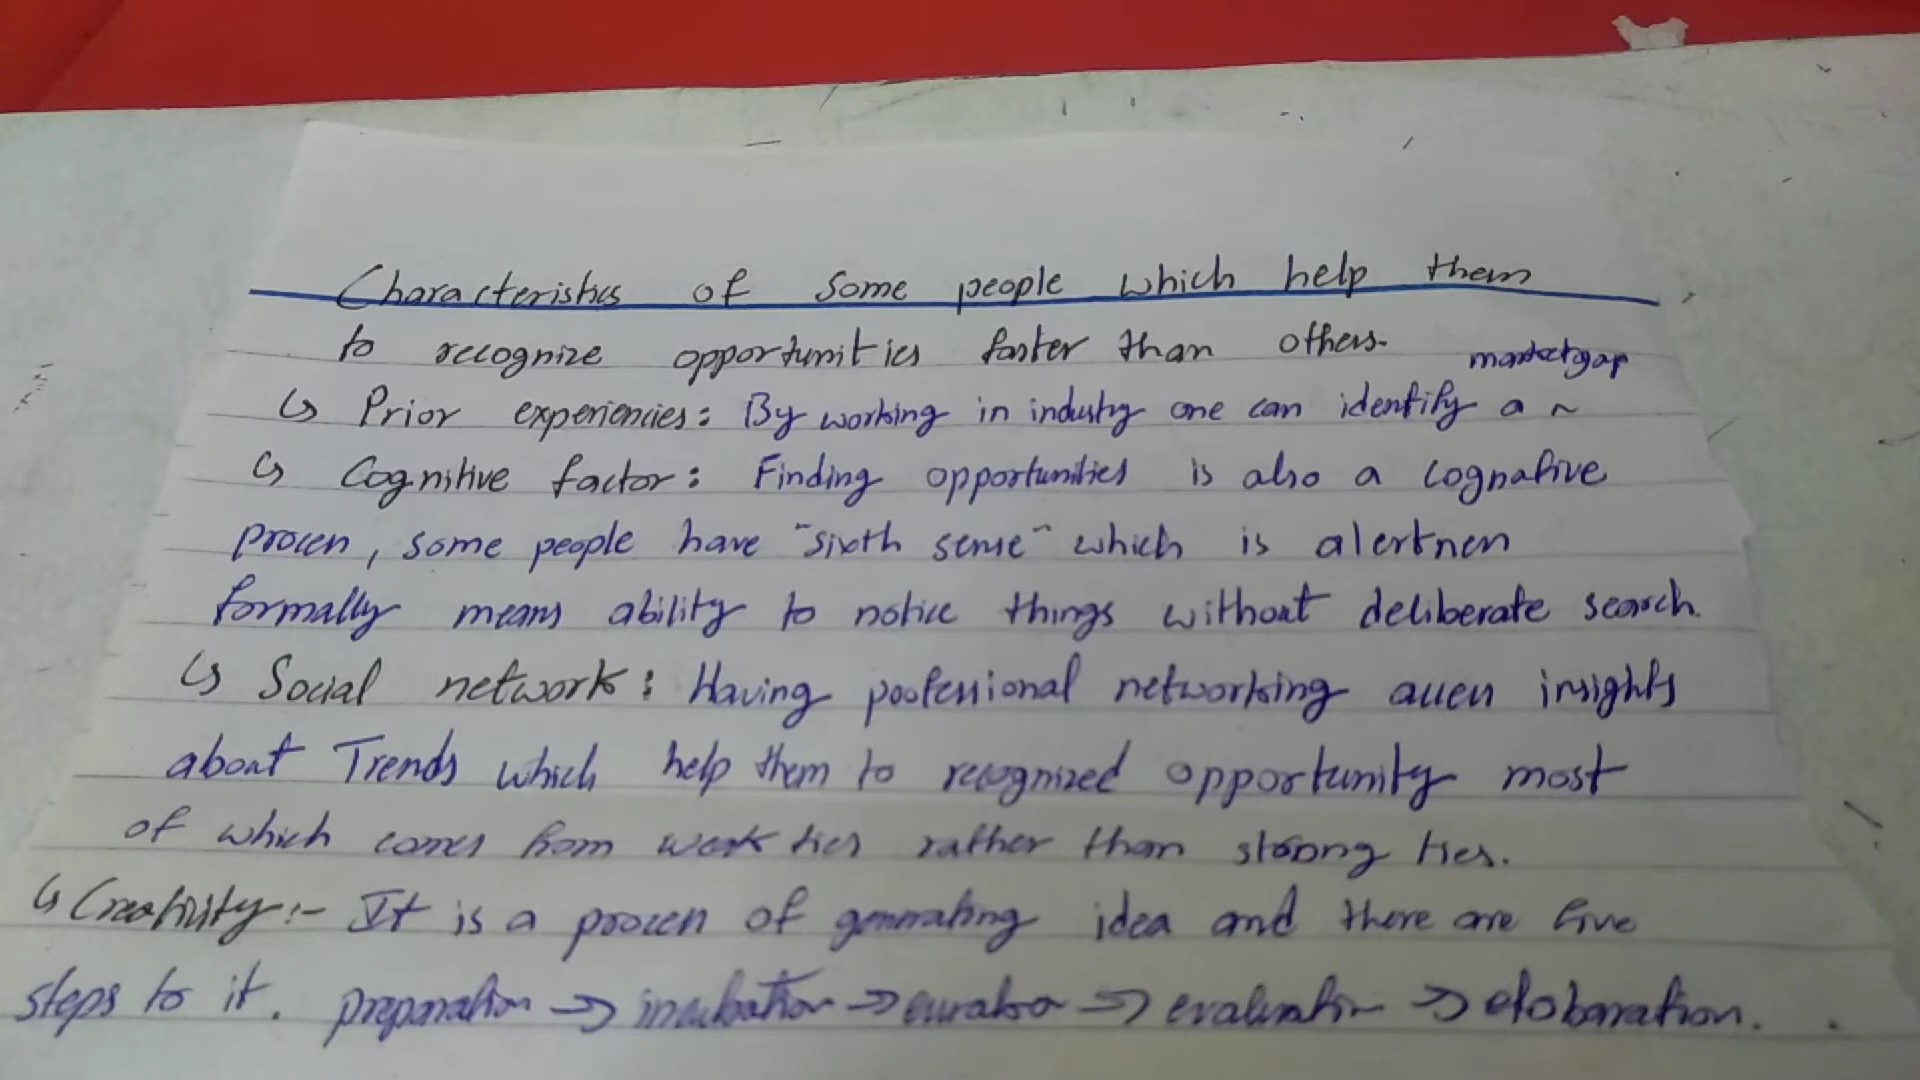 Characteristics of some people which help them
to recognize opportunities faster than others.
marketgap
↳ Prior experiencies: By working in industry one can identify a ~
↳ Cognitive factor: Finding opportunities is also a cognative
process, some people have "sixth sense" which is alertness
formally means ability to notice things without deliberate search.
↳ Social network: Having professional networking access insights
about Trends which help them to recognized opportunity most
of which comes from weak ties rather than strong ties.
↳ Creativity:- It is a process of generating idea and there are five
steps to it. preparation → incubation → → evaluation → elobaration.